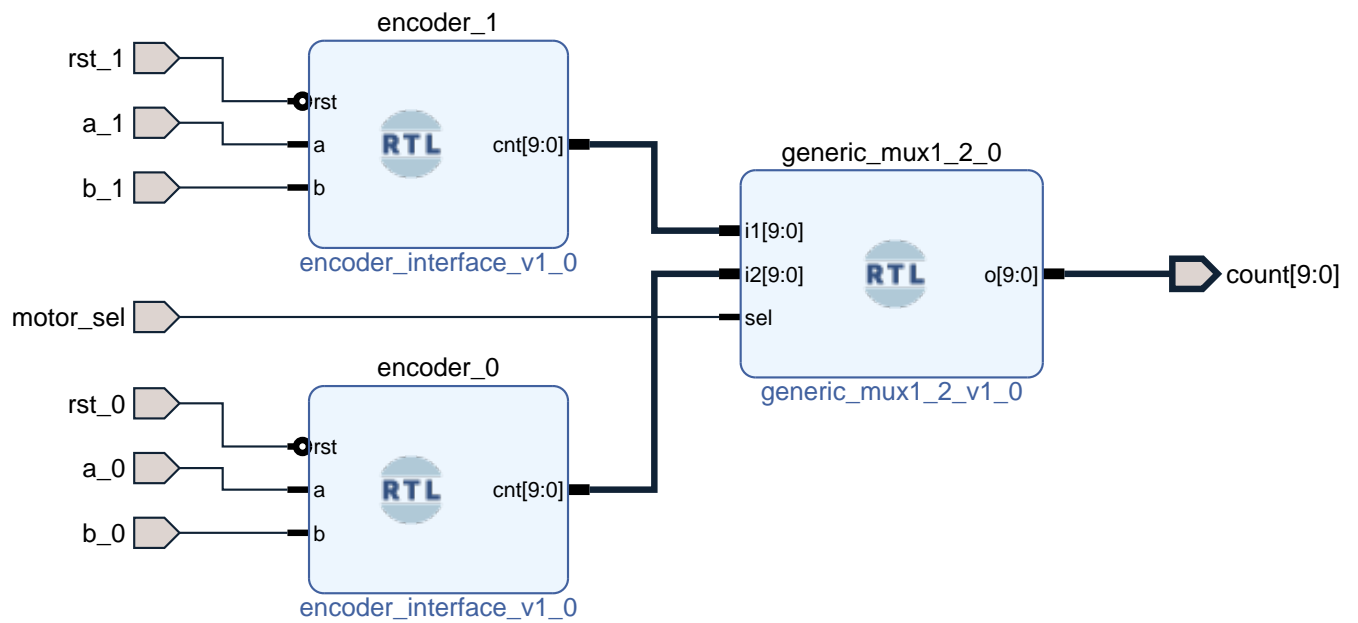 encoder_1
rst_1
a_1
b_1
rst
a
b
RTL
cnt[9:0]
encoder_interface_v1_0
motor_sel
generic_mux1_2_0
i1[9:0]
i2[9:0]
sel
RTL
o[9:0]
generic_mux1_2_v1_0
count[9:0]
encoder_0
rst_0
a_0
b_0
rst
a
b
RTL
cnt[9:0]
encoder_interface_v1_0